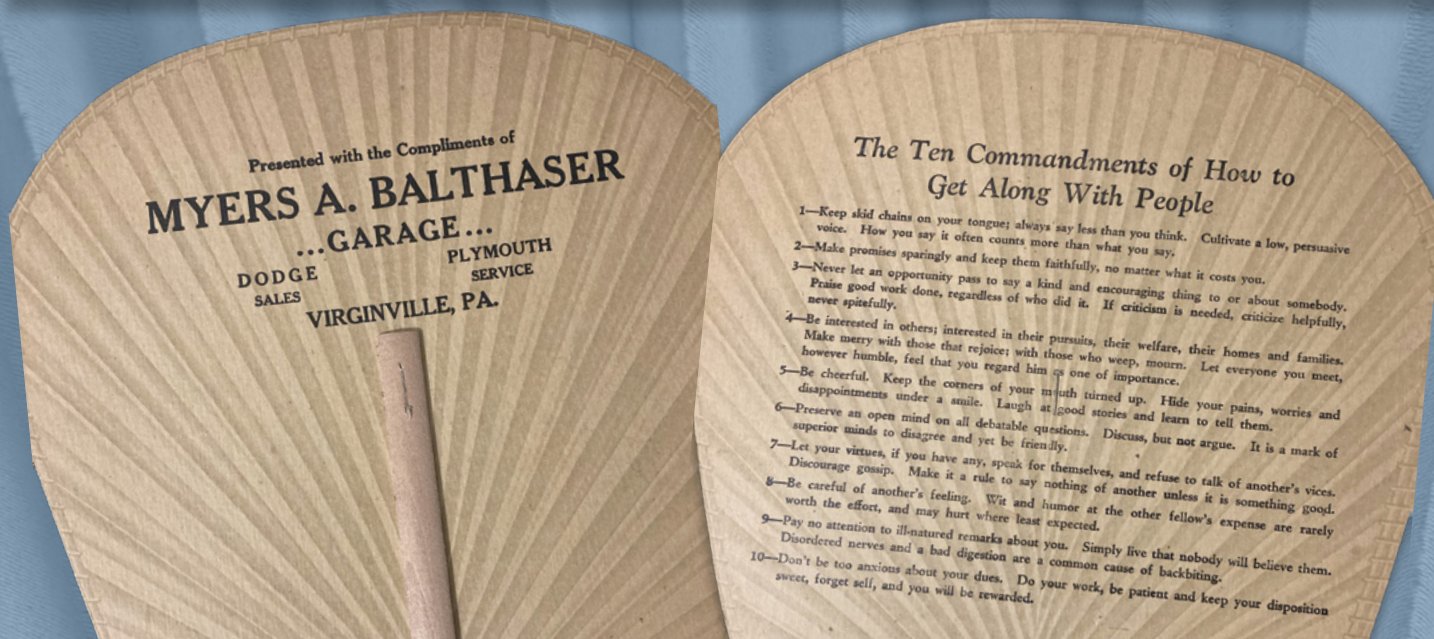 Presented with the Compliments of
MYERS A. BALTHASER
...GARAGE...
DODGE PLYMOUTH
SALES SERVICE
VIRGINVILLE, PA.
The Ten Commandments of How to
Get Along With People
1—Keep skid chains on your tongue; always say less than you think. Cultivate a low, persuasive
voice. How you say it often counts more than what you say.
2—Make promises sparingly and keep them faithfully, no matter what it costs you.
3—Never let an opportunity pass to say a kind and encouraging thing to or about somebody.
Praise good work done, regardless of who did it. If criticism is needed, criticize helpfully,
never spitefully.
4—Be interested in others; interested in their pursuits, their welfare, their homes and families.
Make merry with those that rejoice; with those who weep, mourn. Let everyone you meet,
however humble, feel that you regard him as one of importance.
5—Be cheerful. Keep the corners of your mouth turned up. Hide your pains, worries and
disappointments under a smile. Laugh at good stories and learn to tell them.
6—Preserve an open mind on all debatable questions. Discuss, but not argue. It is a mark of
superior minds to disagree and yet be friendly.
7—Let your virtues, if you have any, speak for themselves, and refuse to talk of another's vices.
Discourage gossip. Make it a rule to say nothing of another unless it is something good.
8—Be careful of another's feeling. Wit and humor at the other fellow's expense are rarely
worth the effort, and may hurt where least expected.
9—Pay no attention to ill-natured remarks about you. Simply live that nobody will believe them.
Disordered nerves and a bad digestion are a common cause of backbiting.
10—Don't be too anxious about your dues. Do your work, be patient and keep your disposition
sweet, forget self, and you will be rewarded.